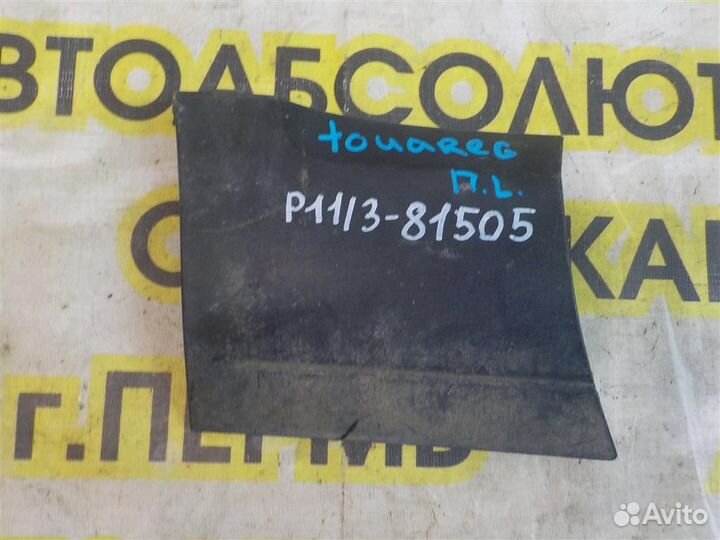 ВТОАБСОЛЮТ
touareg
П.L.
P11/3-81505
КА
г.ПЕРМЬ
Avito